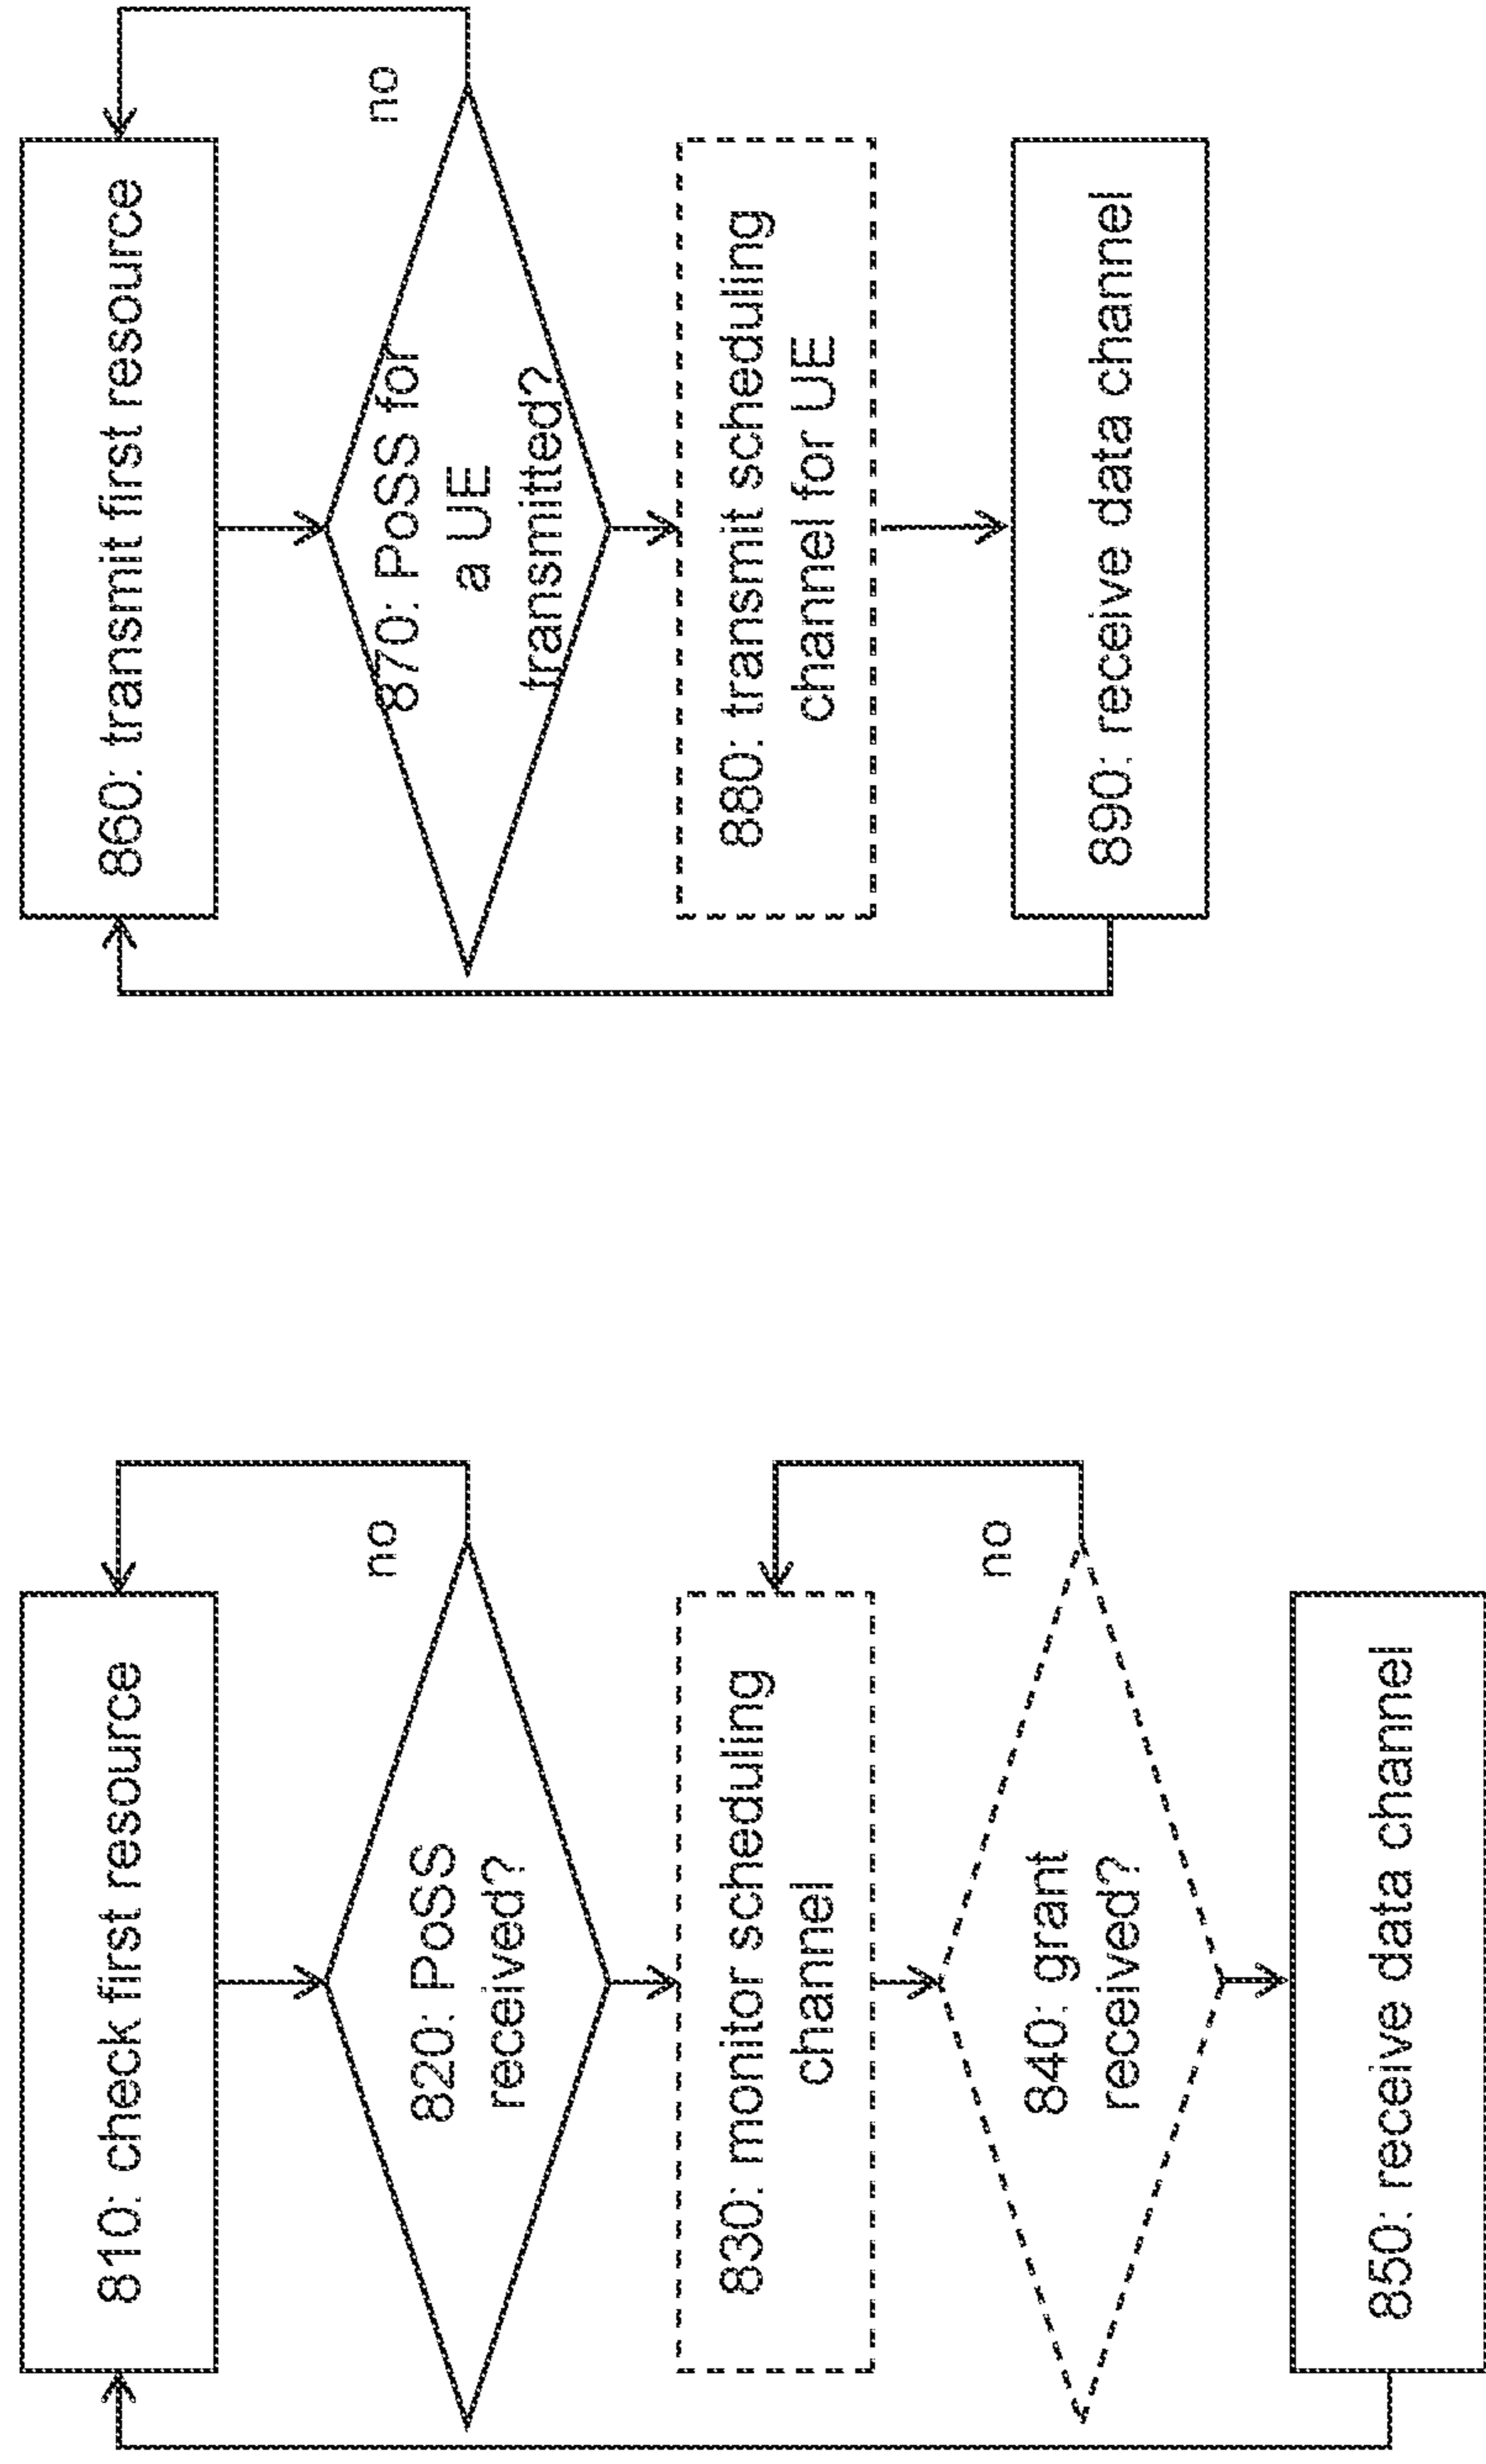 810: check first resource
820: PoSS
received?
no
830: monitor scheduling
channel
840: grant
received?
no
850: receive data channel
860: transmit first resource
870: PoSS for
a UE
transmitted?
no
880: transmit scheduling
channel for UE
890: receive data channel